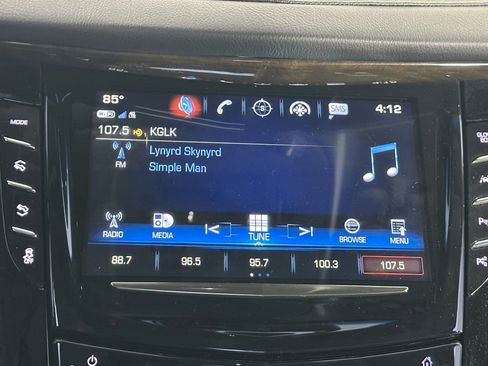 85° SMS 4:12
MODE
107.5 KGLK
FM Lynyrd Skynyrd
Simple Man
RADIO MEDIA TUNE BROWSE MENU
OFF
88.7 96.5 95.7 100.3 107.5